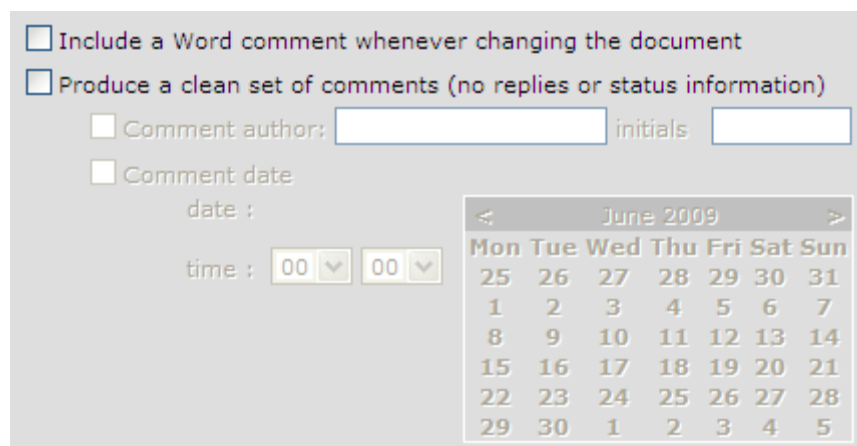 Include a Word comment whenever changing the document
Produce a clean set of comments (no replies or status information)
Comment author: initials
Comment date
date :
< June 2009 >
time : 00 00
Mon Tue Wed Thu Fri Sat Sun
25 26 27 28 29 30 31
1 2 3 4 5 6 7
8 9 10 11 12 13 14
15 16 17 18 19 20 21
22 23 24 25 26 27 28
29 30 1 2 3 4 5